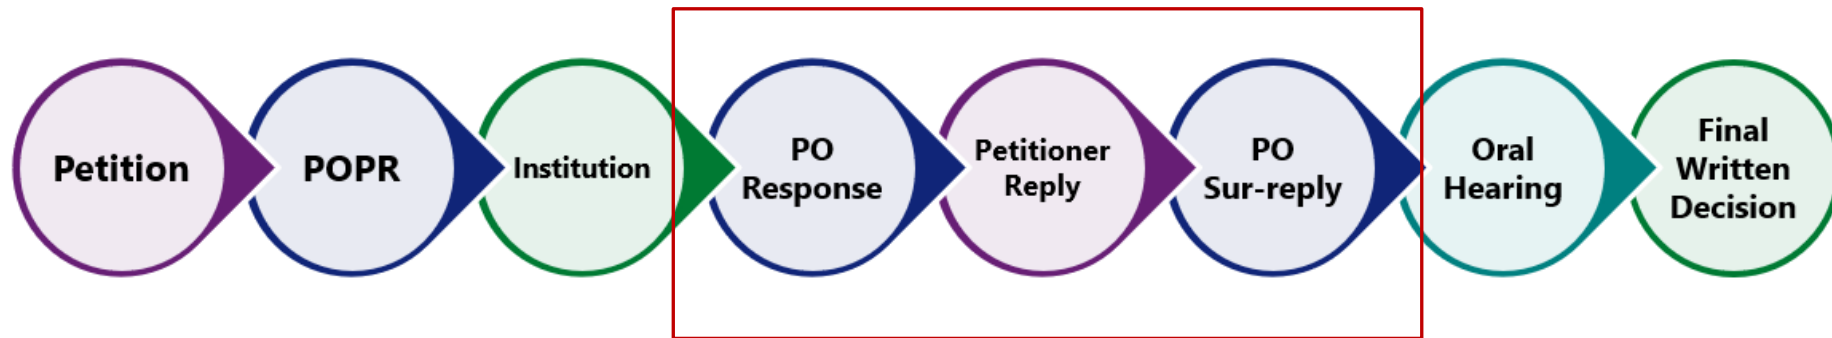 Petition
POPR
Institution
PO
Response
Petitioner
Reply
PO
Sur-reply
Oral
Hearing
Final
Written
Decision